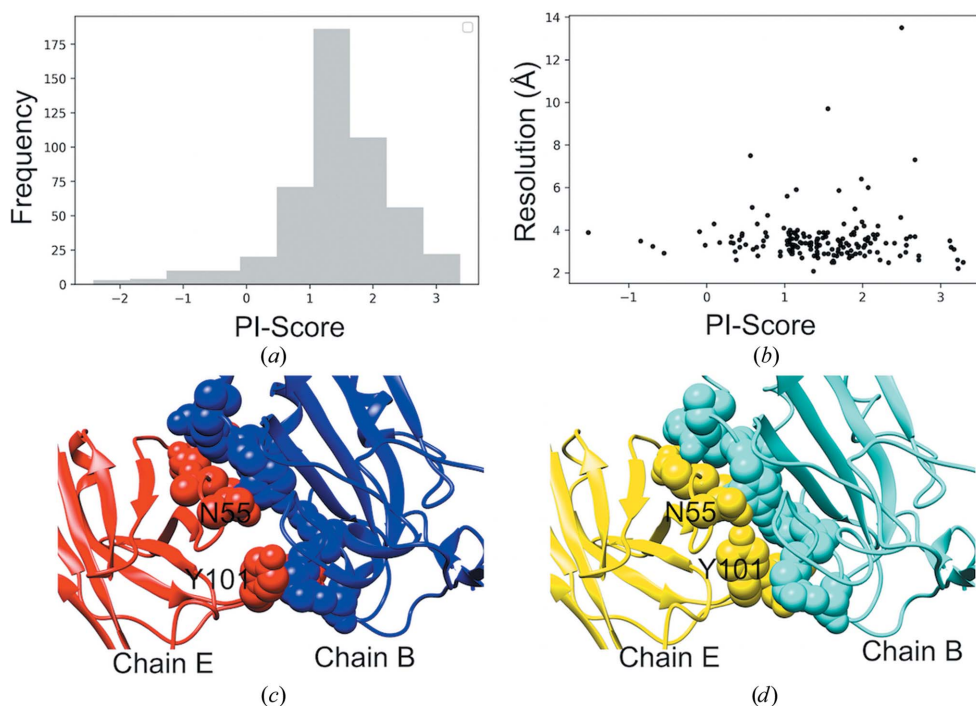 175
150
125
100
75
50
25
0
Frequency
−2 −1 0 1 2 3
PI-Score
(a)
14
12
10
8
6
4
2
Resolution (Å)
−1 0 1 2 3
PI-Score
(b)
N55
Y101
Chain E
Chain B
(c)
N55
Y101
Chain E
Chain B
(d)